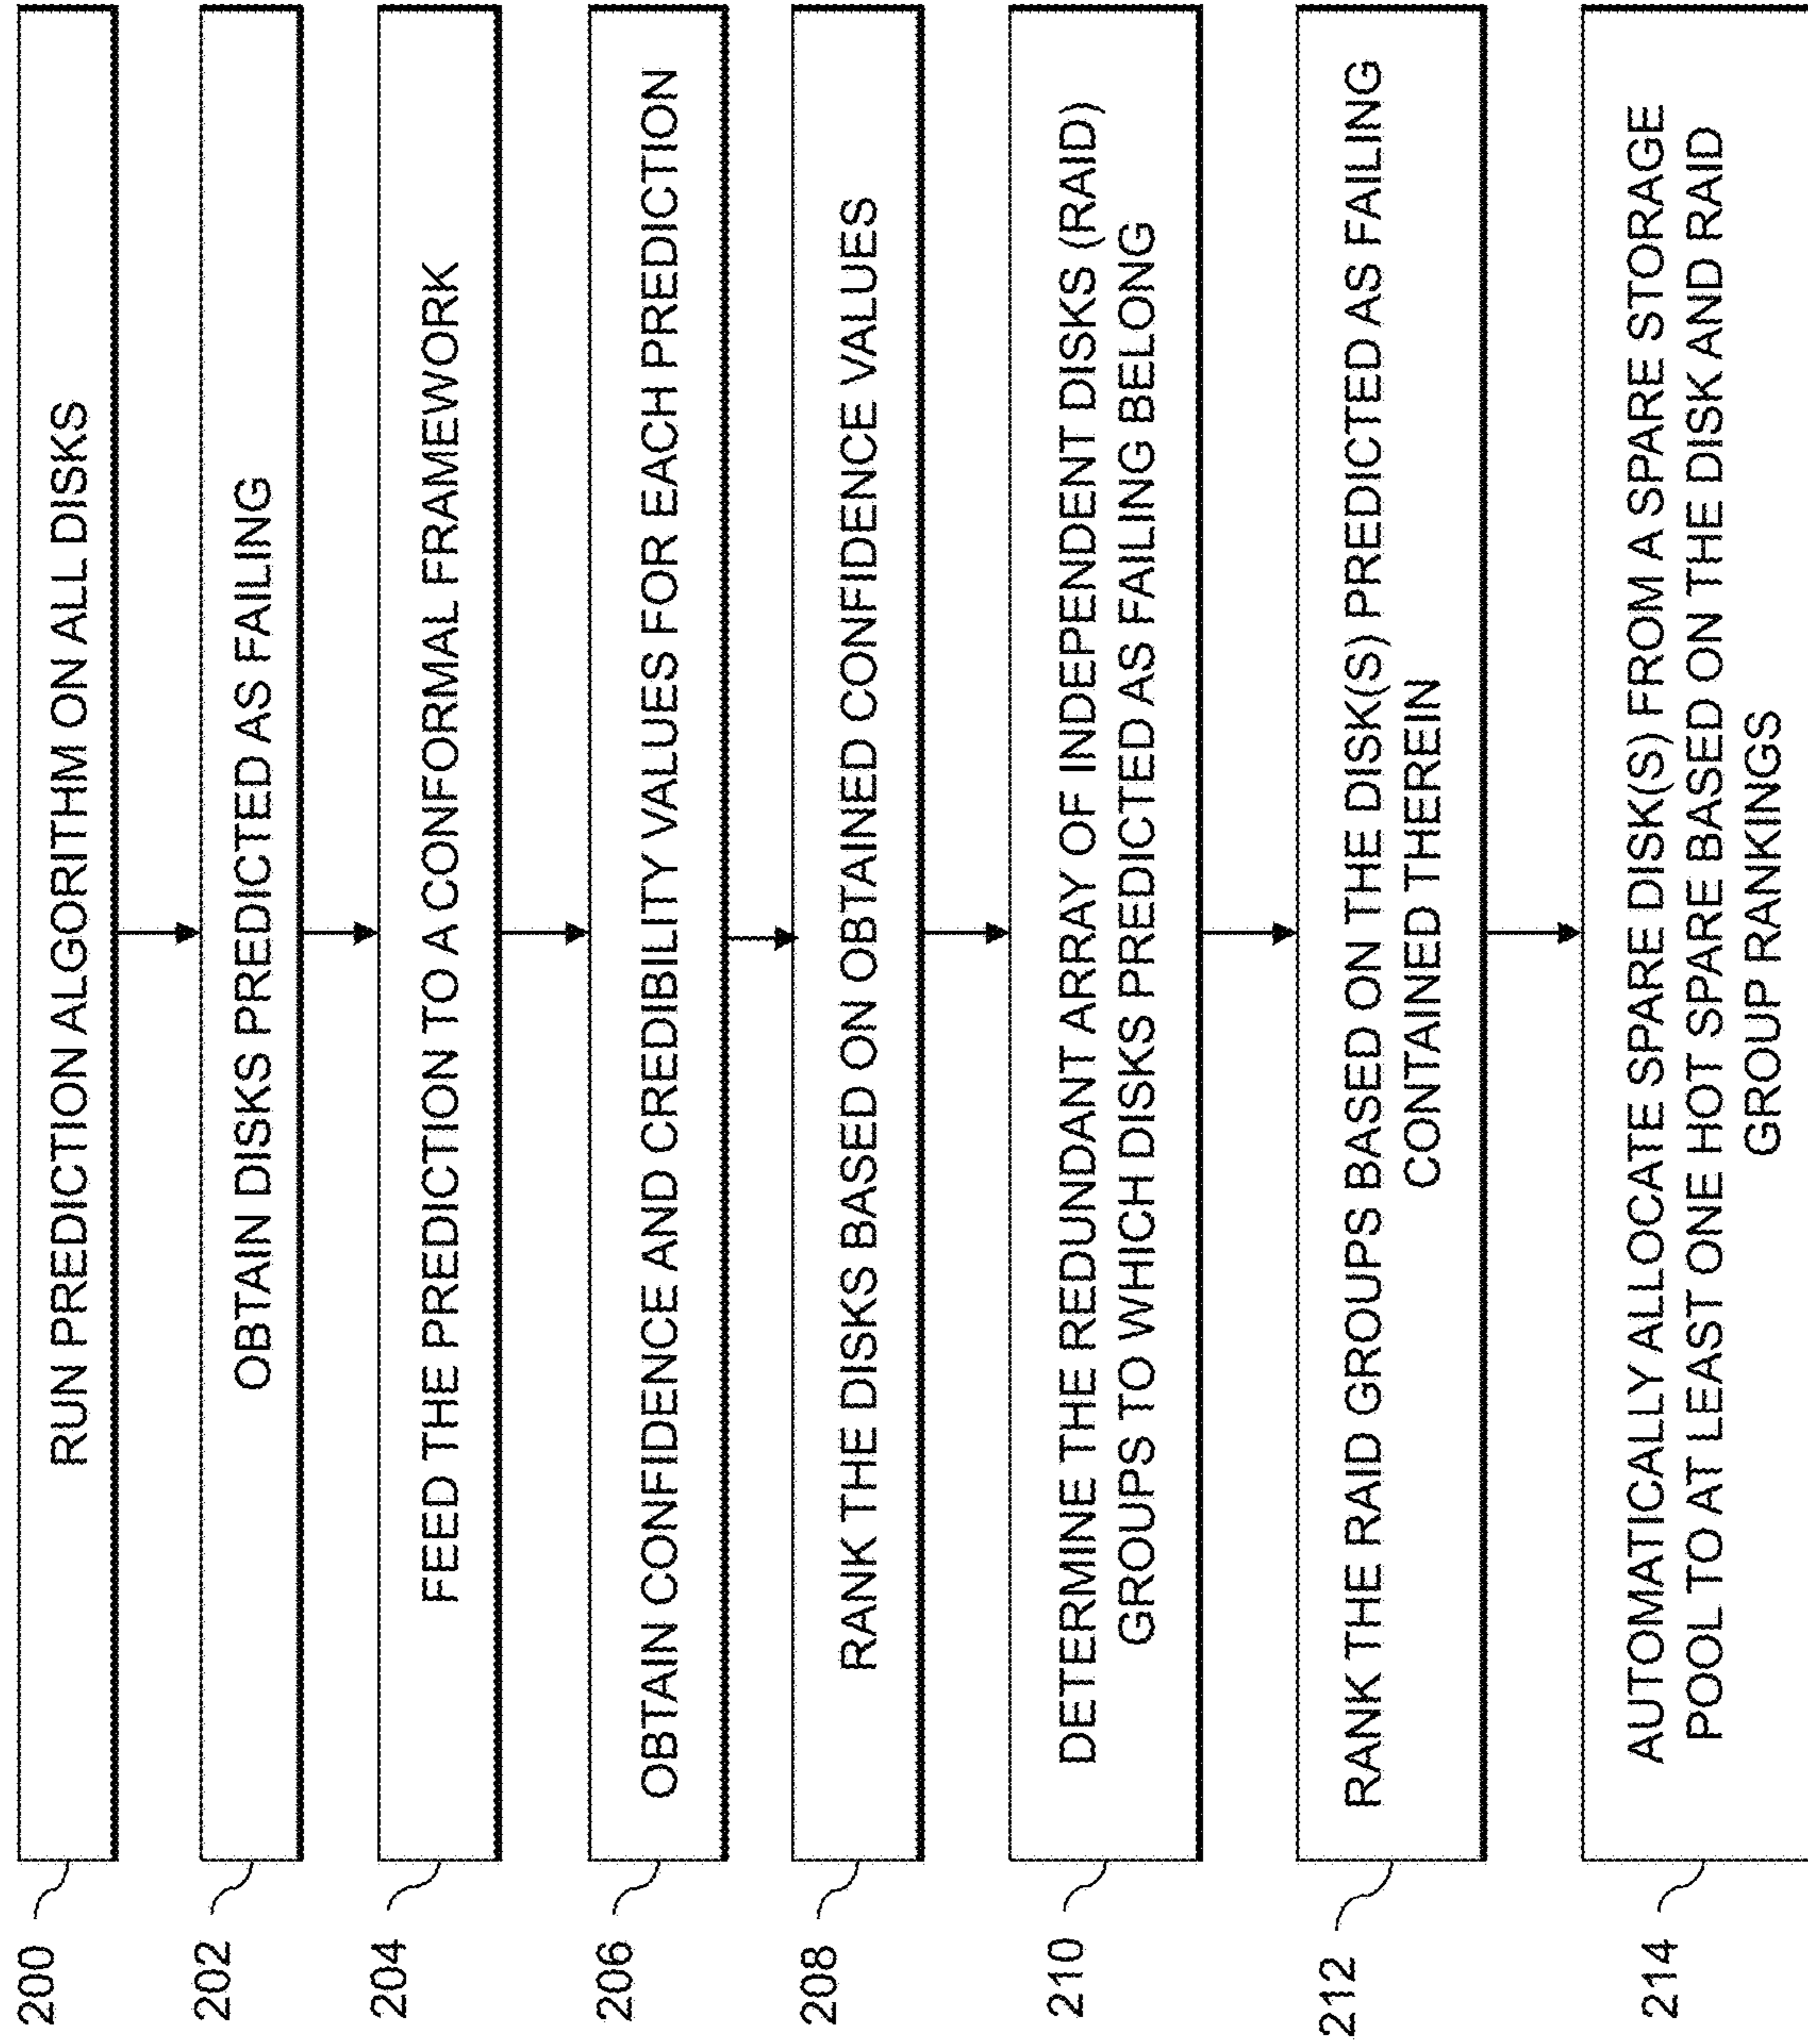 200
RUN PREDICTION ALGORITHM ON ALL DISKS
202
OBTAIN DISKS PREDICTED AS FAILING
204
FEED THE PREDICTION TO A CONFORMAL FRAMEWORK
206
OBTAIN CONFIDENCE AND CREDIBILITY VALUES FOR EACH PREDICTION
208
RANK THE DISKS BASED ON OBTAINED CONFIDENCE VALUES
210
DETERMINE THE REDUNDANT ARRAY OF INDEPENDENT DISKS (RAID)
GROUPS TO WHICH DISKS PREDICTED AS FAILING BELONG
212
RANK THE RAID GROUPS BASED ON THE DISK(S) PREDICTED AS FAILING
CONTAINED THEREIN
214
AUTOMATICALLY ALLOCATE SPARE DISK(S) FROM A SPARE STORAGE
POOL TO AT LEAST ONE HOT SPARE BASED ON THE DISK AND RAID
GROUP RANKINGS